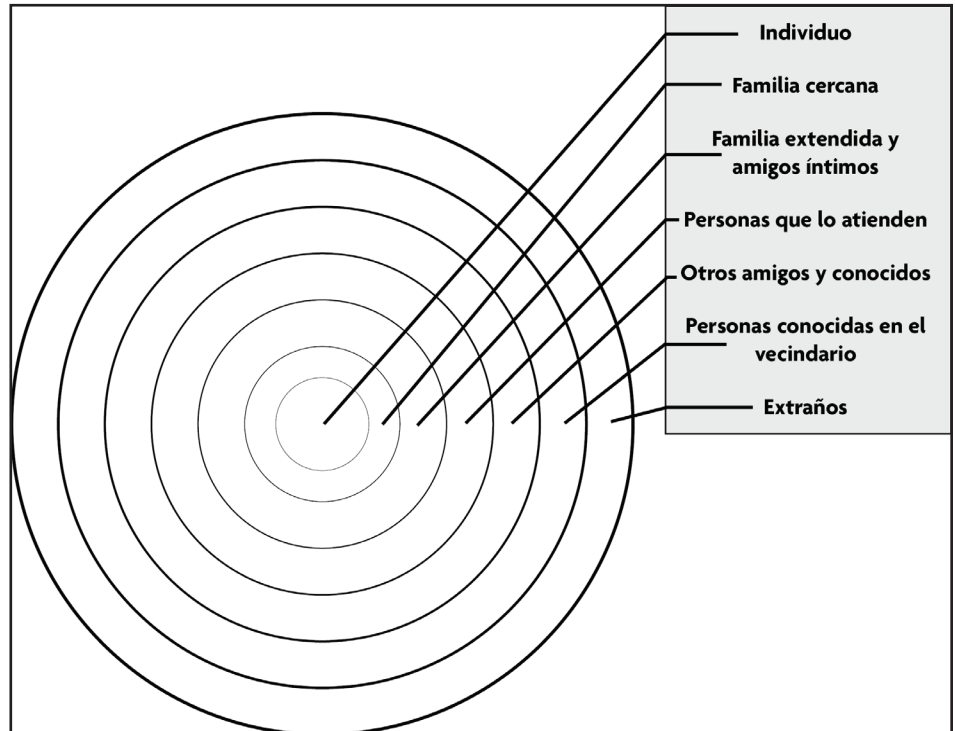 Individuo
Familia cercana
Familia extendida y
amigos íntimos
Personas que lo atienden
Otros amigos y conocidos
Personas conocidas en el
vecindario
Extraños